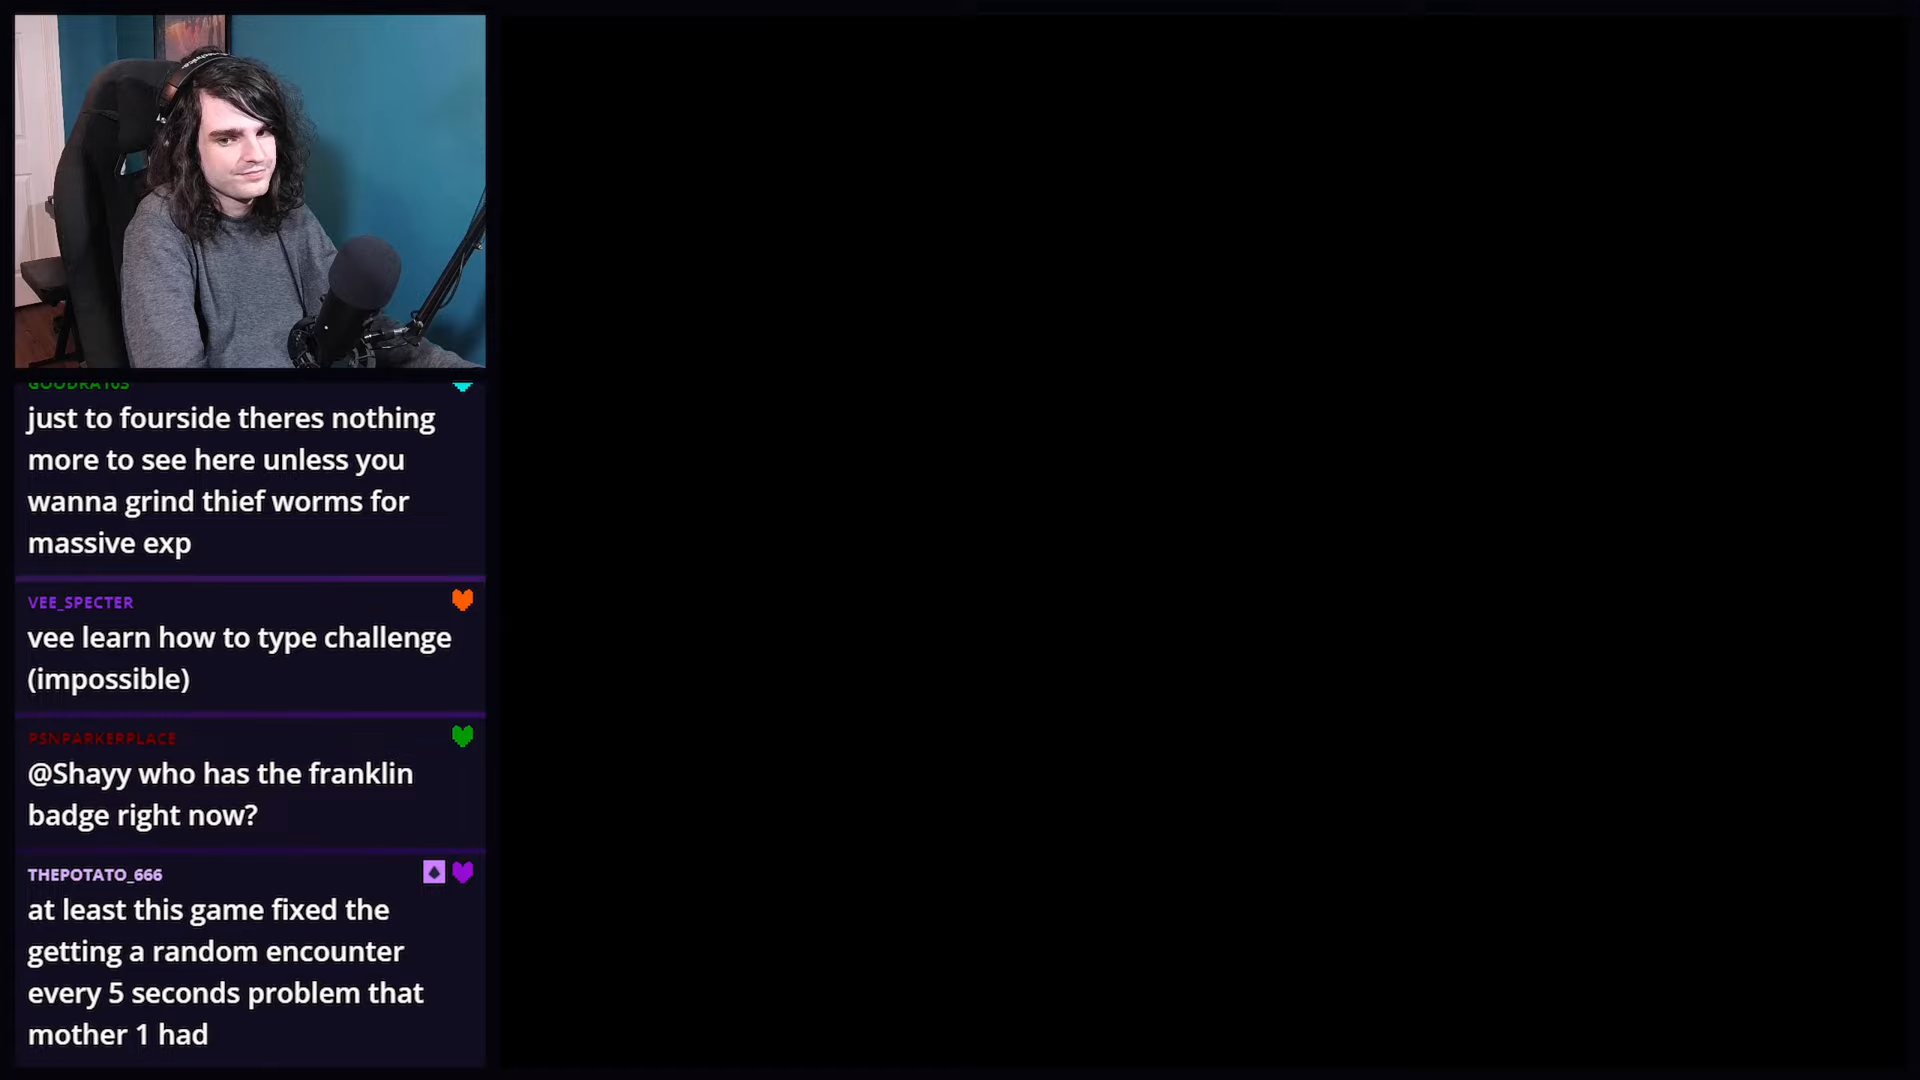 GOODRA103
just to fourside theres nothing
more to see here unless you
wanna grind thief worms for
massive exp
VEE_SPECTER
vee learn how to type challenge
(impossible)
PSNPARKERPLACE
@Shayy who has the franklin
badge right now?
THEPOTATO_666
at least this game fixed the
getting a random encounter
every 5 seconds problem that
mother 1 had